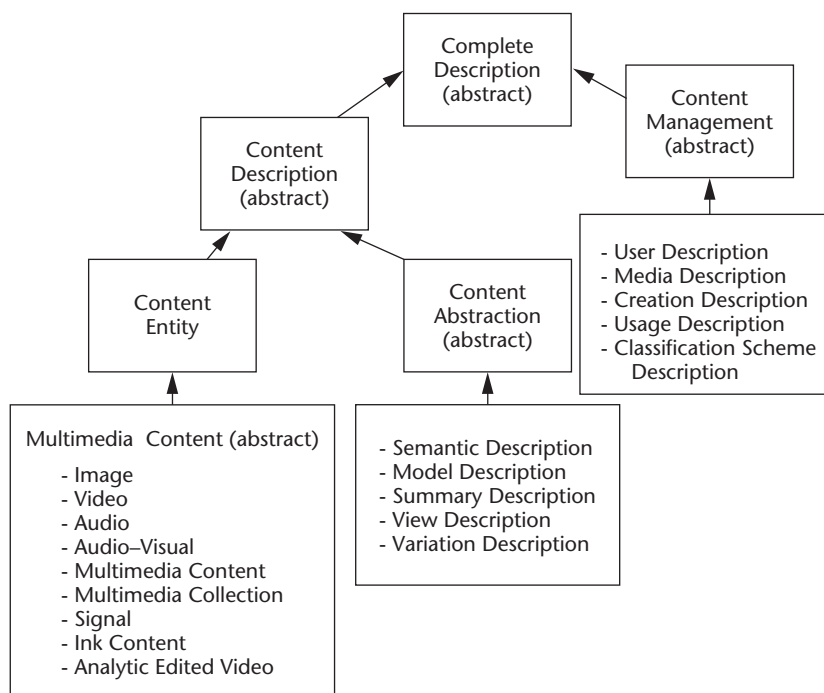 Complete
Description
(abstract)
Content
Management
(abstract)
Content
Description
(abstract)
- User Description
- Media Description
- Creation Description
- Usage Description
- Classification Scheme
Description
Content
Entity
Content
Abstraction
(abstract)
Multimedia Content (abstract)
- Image
- Video
- Audio
- Audio–Visual
- Multimedia Content
- Multimedia Collection
- Signal
- Ink Content
- Analytic Edited Video
- Semantic Description
- Model Description
- Summary Description
- View Description
- Variation Description